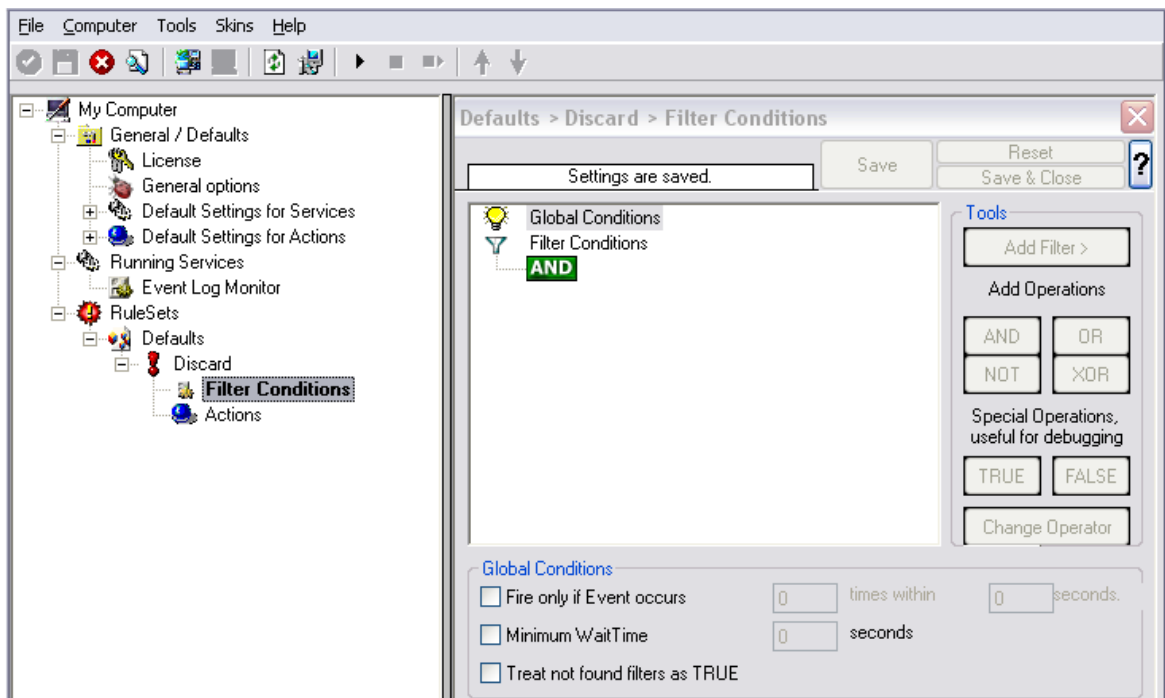 File Computer Tools Skins Help
My Computer
General / Defaults
License
General options
Default Settings for Services
Default Settings for Actions
Running Services
Event Log Monitor
RuleSets
Defaults
Discard
Filter Conditions
Actions
Defaults > Discard > Filter Conditions
Settings are saved.
Save
Reset
Save & Close
?
Global Conditions
Filter Conditions
AND
Tools
Add Filter >
Add Operations
AND OR
NOT XOR
Special Operations,
useful for debugging
TRUE FALSE
Change Operator
Global Conditions
Fire only if Event occurs 0 times within 0 seconds.
Minimum WaitTime 0 seconds
Treat not found filters as TRUE